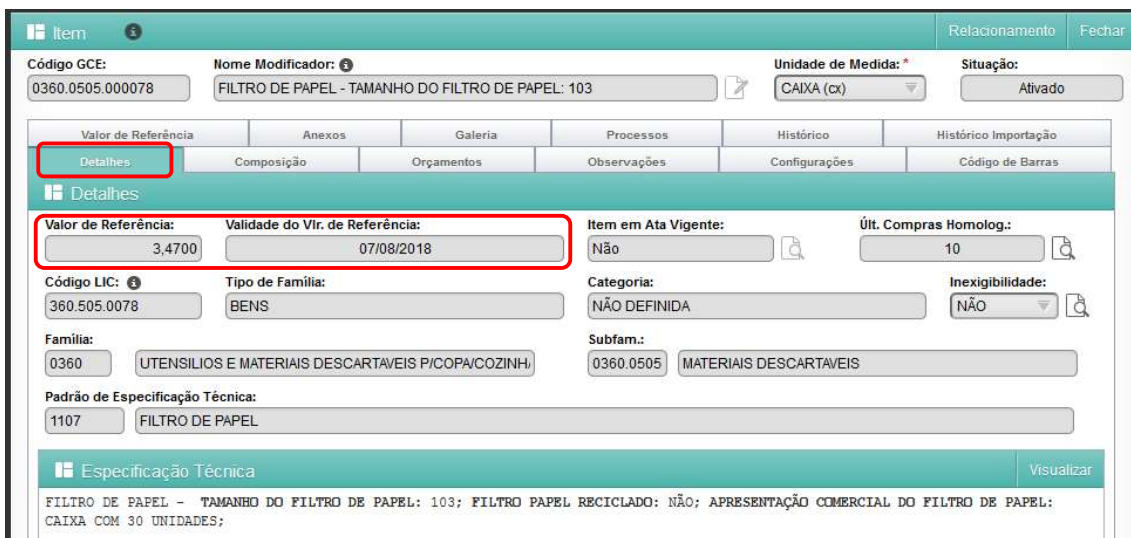 Item Relacionamento Fechar
Código GCE: Nome Modificador: Unidade de Medida: * Situação:
0360.0505.000078 FILTRO DE PAPEL - TAMANHO DO FILTRO DE PAPEL: 103 CAIXA (cx) Ativado
Valor de Referência Anexos Galeria Processos Histórico Histórico Importação
Detalhes Composição Orçamentos Observações Configurações Código de Barras
Detalhes
Valor de Referência: Validade do Vlr. de Referência: Item em Ata Vigente: Últ. Compras Homolog.:
3,4700 07/08/2018 Não 10
Código LIC: Tipo de Família: Categoria: Inexigibilidade:
360.505.0078 BENS NÃO DEFINIDA NÃO
Família: Subfam.:
0360 UTENSILIOS E MATERIAIS DESCARTAVEIS P/COPA/COZINHA 0360.0505 MATERIAIS DESCARTAVEIS
Padrão de Especificação Técnica:
1107 FILTRO DE PAPEL
Especificação Técnica Visualizar
FILTRO DE PAPEL - TAMANHO DO FILTRO DE PAPEL: 103; FILTRO PAPEL RECICLADO: NÃO; APRESENTAÇÃO COMERCIAL DO FILTRO DE PAPEL:
CAIXA COM 30 UNIDADES;